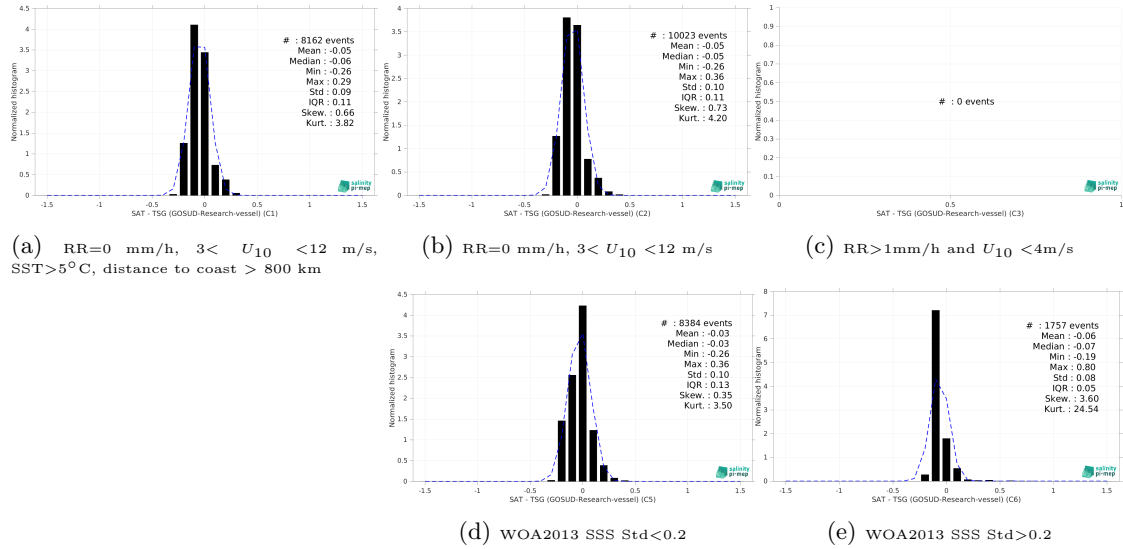 4.5
4
3.5
3
2.5
2
1.5
1
0.5
0
Normalized histogram
# : 8162 events
Mean : -0.05
Median : -0.06
Min : -0.26
Max : 0.29
Std : 0.09
IQR : 0.11
Skew. : 0.66
Kurt. : 3.82
salinity
pi-mep
-1.5 -1 -0.5 0 0.5 1 1.5
SAT - TSG (GOSUD-Research-vessel) (C1)
(a) RR=0 mm/h, 3< U10 <12 m/s,
SST>5°C, distance to coast > 800 km
4
3.5
3
2.5
2
1.5
1
0.5
0
Normalized histogram
# : 10023 events
Mean : -0.05
Median : -0.05
Min : -0.26
Max : 0.36
Std : 0.10
IQR : 0.11
Skew. : 0.73
Kurt. : 4.20
salinity
pi-mep
-1.5 -1 -0.5 0 0.5 1 1.5
SAT - TSG (GOSUD-Research-vessel) (C2)
(b) RR=0 mm/h, 3< U10 <12 m/s
1
0.9
0.8
0.7
0.6
0.5
0.4
0.3
0.2
0.1
0
Normalized histogram
# : 0 events
salinity
pi-mep
0 0.5 1
SAT - TSG (GOSUD-Research-vessel) (C3)
(c) RR>1mm/h and U10 <4m/s
4.5
4
3.5
3
2.5
2
1.5
1
0.5
0
Normalized histogram
# : 8384 events
Mean : -0.03
Median : -0.03
Min : -0.26
Max : 0.36
Std : 0.10
IQR : 0.13
Skew. : 0.35
Kurt. : 3.50
salinity
pi-mep
-1.5 -1 -0.5 0 0.5 1 1.5
SAT - TSG (GOSUD-Research-vessel) (C5)
(d) WOA2013 SSS Std<0.2
8
7
6
5
4
3
2
1
0
Normalized histogram
# : 1757 events
Mean : -0.06
Median : -0.07
Min : -0.19
Max : 0.80
Std : 0.08
IQR : 0.05
Skew. : 3.60
Kurt. : 24.54
salinity
pi-mep
-1.5 -1 -0.5 0 0.5 1 1.5
SAT - TSG (GOSUD-Research-vessel) (C6)
(e) WOA2013 SSS Std>0.2